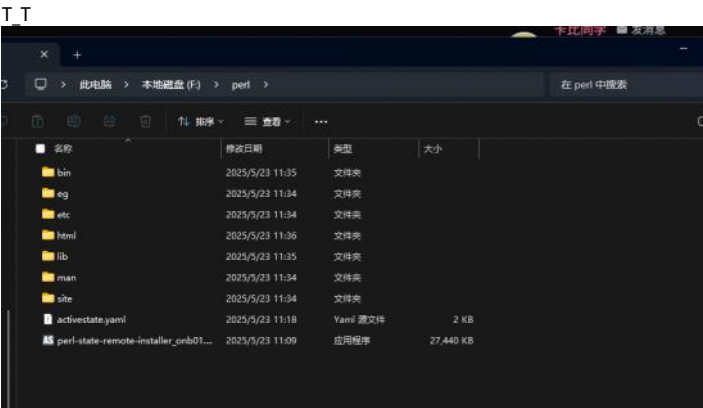 T_T
卡比同学 发消息
此电脑 > 本地磁盘 (F:) > perl >
在 perl 中搜索
排序 查看 ...
名称 修改日期 类型 大小
bin 2025/5/23 11:35 文件夹
eg 2025/5/23 11:34 文件夹
etc 2025/5/23 11:34 文件夹
html 2025/5/23 11:36 文件夹
lib 2025/5/23 11:35 文件夹
man 2025/5/23 11:34 文件夹
site 2025/5/23 11:34 文件夹
activestate.yaml 2025/5/23 11:18 Yaml 源文件 2 KB
perl-state-remote-installer_onb01.... 2025/5/23 11:09 应用程序 27,440 KB